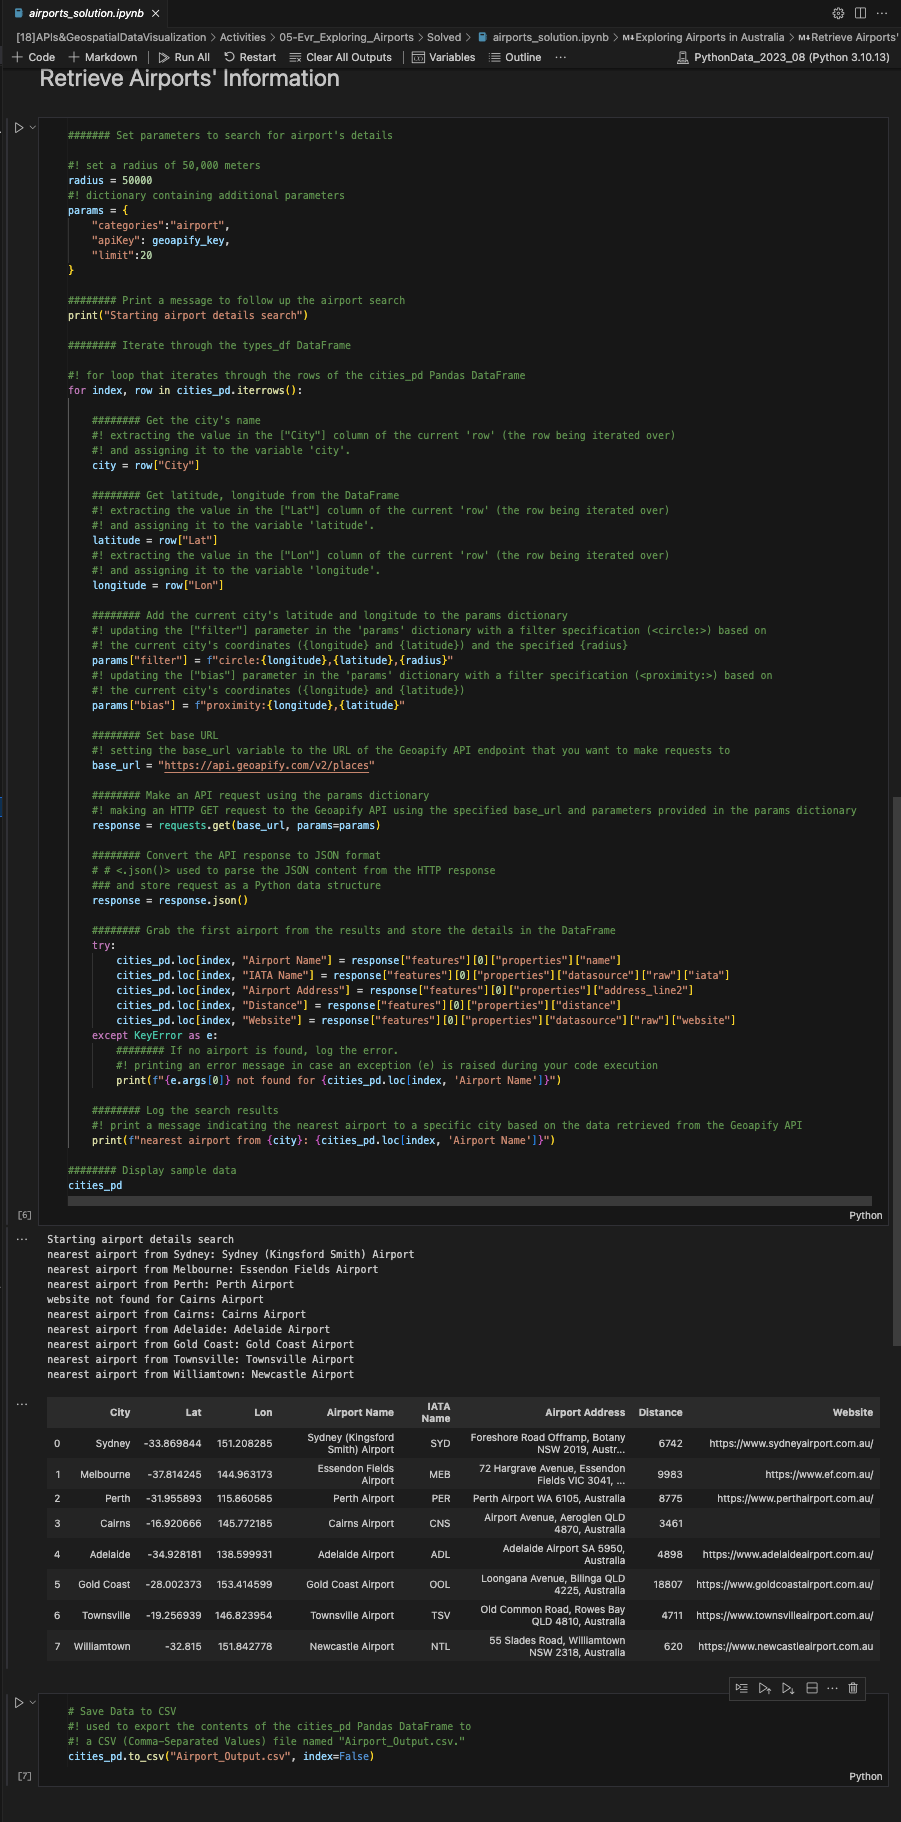 airports_solution.ipynb ×
[18]APIs&GeospatialDataVisualization > Activities > 05-Evr_Exploring_Airports > Solved > airports_solution.ipynb > M↓Exploring Airports in Australia > M↓Retrieve Airports'
+ Code + Markdown | Run All Restart Clear All Outputs | Variables Outline ... PythonData_2023_08 (Python 3.10.13)
Retrieve Airports' Information
####### Set parameters to search for airport's details
#! set a radius of 50,000 meters
radius = 50000
#! dictionary containing additional parameters
params = {
"categories":"airport",
"apiKey": geoapify_key,
"limit":20
}
######## Print a message to follow up the airport search
print("Starting airport details search")
######## Iterate through the types_df DataFrame
#! for loop that iterates through the rows of the cities_pd Pandas DataFrame
for index, row in cities_pd.iterrows():
######## Get the city's name
#! extracting the value in the ["City"] column of the current 'row' (the row being iterated over)
#! and assigning it to the variable 'city'.
city = row["City"]
######## Get latitude, longitude from the DataFrame
#! extracting the value in the ["Lat"] column of the current 'row' (the row being iterated over)
#! and assigning it to the variable 'latitude'.
latitude = row["Lat"]
#! extracting the value in the ["Lon"] column of the current 'row' (the row being iterated over)
#! and assigning it to the variable 'longitude'.
longitude = row["Lon"]
######## Add the current city's latitude and longitude to the params dictionary
#! updating the ["filter"] parameter in the 'params' dictionary with a filter specification (<circle:>) based on
#! the current city's coordinates ({longitude} and {latitude}) and the specified {radius}
params["filter"] = f"circle:{longitude},{latitude},{radius}"
#! updating the ["bias"] parameter in the 'params' dictionary with a filter specification (<proximity:>) based on
#! the current city's coordinates ({longitude} and {latitude})
params["bias"] = f"proximity:{longitude},{latitude}"
######## Set base URL
#! setting the base_url variable to the URL of the Geoapify API endpoint that you want to make requests to
base_url = "https://api.geoapify.com/v2/places"
######## Make an API request using the params dictionary
#! making an HTTP GET request to the Geoapify API using the specified base_url and parameters provided in the params dictionary
response = requests.get(base_url, params=params)
######## Convert the API response to JSON format
# # <.json()> used to parse the JSON content from the HTTP response
### and store request as a Python data structure
response = response.json()
######## Grab the first airport from the results and store the details in the DataFrame
try:
cities_pd.loc[index, "Airport Name"] = response["features"][0]["properties"]["name"]
cities_pd.loc[index, "IATA Name"] = response["features"][0]["properties"]["datasource"]["raw"]["iata"]
cities_pd.loc[index, "Airport Address"] = response["features"][0]["properties"]["address_line2"]
cities_pd.loc[index, "Distance"] = response["features"][0]["properties"]["distance"]
cities_pd.loc[index, "Website"] = response["features"][0]["properties"]["datasource"]["raw"]["website"]
except KeyError as e:
######## If no airport is found, log the error.
#! printing an error message in case an exception (e) is raised during your code execution
print(f"{e.args[0]} not found for {cities_pd.loc[index, 'Airport Name']}")
######## Log the search results
#! print a message indicating the nearest airport to a specific city based on the data retrieved from the Geoapify API
print(f"nearest airport from {city}: {cities_pd.loc[index, 'Airport Name']}")
######## Display sample data
cities_pd
[6] Python
... Starting airport details search
nearest airport from Sydney: Sydney (Kingsford Smith) Airport
nearest airport from Melbourne: Essendon Fields Airport
nearest airport from Perth: Perth Airport
website not found for Cairns Airport
nearest airport from Cairns: Cairns Airport
nearest airport from Adelaide: Adelaide Airport
nearest airport from Gold Coast: Gold Coast Airport
nearest airport from Townsville: Townsville Airport
nearest airport from Williamtown: Newcastle Airport
... City Lat Lon Airport Name IATA Name Airport Address Distance Website
0 Sydney -33.869844 151.208285 Sydney (Kingsford Smith) Airport SYD Foreshore Road Offramp, Botany NSW 2019, Austr... 6742 https://www.sydneyairport.com.au/
1 Melbourne -37.814245 144.963173 Essendon Fields Airport MEB 72 Hargrave Avenue, Essendon Fields VIC 3041, ... 9983 https://www.ef.com.au/
2 Perth -31.955893 115.860585 Perth Airport PER Perth Airport WA 6105, Australia 8775 https://www.perthairport.com.au/
3 Cairns -16.920666 145.772185 Cairns Airport CNS Airport Avenue, Aeroglen QLD 4870, Australia 3461
4 Adelaide -34.928181 138.599931 Adelaide Airport ADL Adelaide Airport SA 5950, Australia 4898 https://www.adelaideairport.com.au/
5 Gold Coast -28.002373 153.414599 Gold Coast Airport OOL Loongana Avenue, Bilinga QLD 4225, Australia 18807 https://www.goldcoastairport.com.au/
6 Townsville -19.256939 146.823954 Townsville Airport TSV Old Common Road, Rowes Bay QLD 4810, Australia 4711 https://www.townsvilleairport.com.au/
7 Williamtown -32.815 151.842778 Newcastle Airport NTL 55 Slades Road, Williamtown NSW 2318, Australia 620 https://www.newcastleairport.com.au
# Save Data to CSV
#! used to export the contents of the cities_pd Pandas DataFrame to
#! a CSV (Comma-Separated Values) file named "Airport_Output.csv."
cities_pd.to_csv("Airport_Output.csv", index=False)
[7] Python